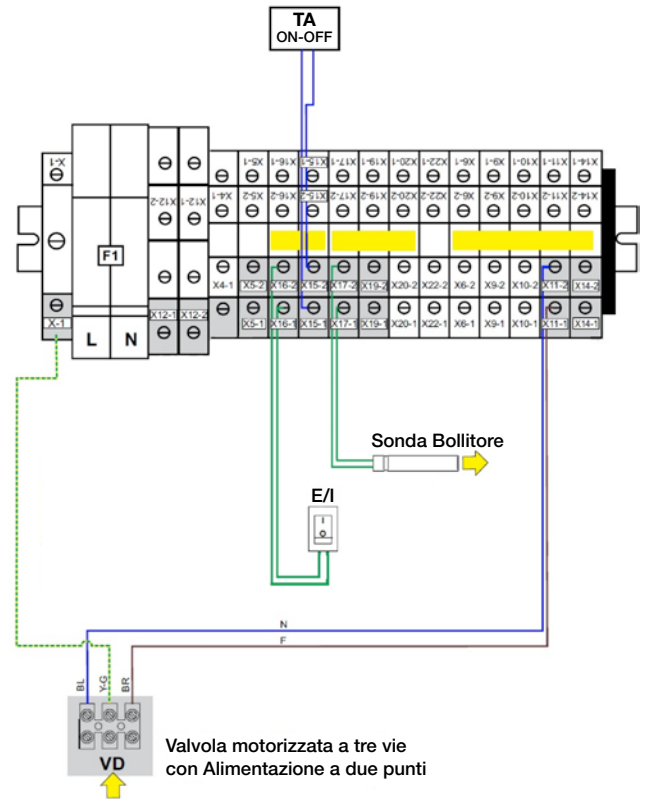 TA
ON-OFF
X-1 X5-1 X16-1 X15-1 X17-1 X19-1 X20-1 X22-1 X6-1 X9-1 X10-1 X11-1 X14-1
X12-2 X12-1 X4-1 X5-2 X16-2 X15-2 X17-2 X19-2 X20-2 X22-2 X6-2 X9-2 X10-2 X11-2 X14-2
F1
X4-1 X5-2 X16-2 X15-2 X17-2 X19-2 X20-2 X22-2 X6-2 X9-2 X10-2 X11-2 X14-2
X-1 L N X12-1 X12-2 X5-1 X16-1 X15-1 X17-1 X19-1 X20-1 X22-1 X6-1 X9-1 X10-1 X11-1 X14-1
Sonda Bollitore
E/I
N
F
BL Y-G BR
VD
Valvola motorizzata a tre vie
con Alimentazione a due punti